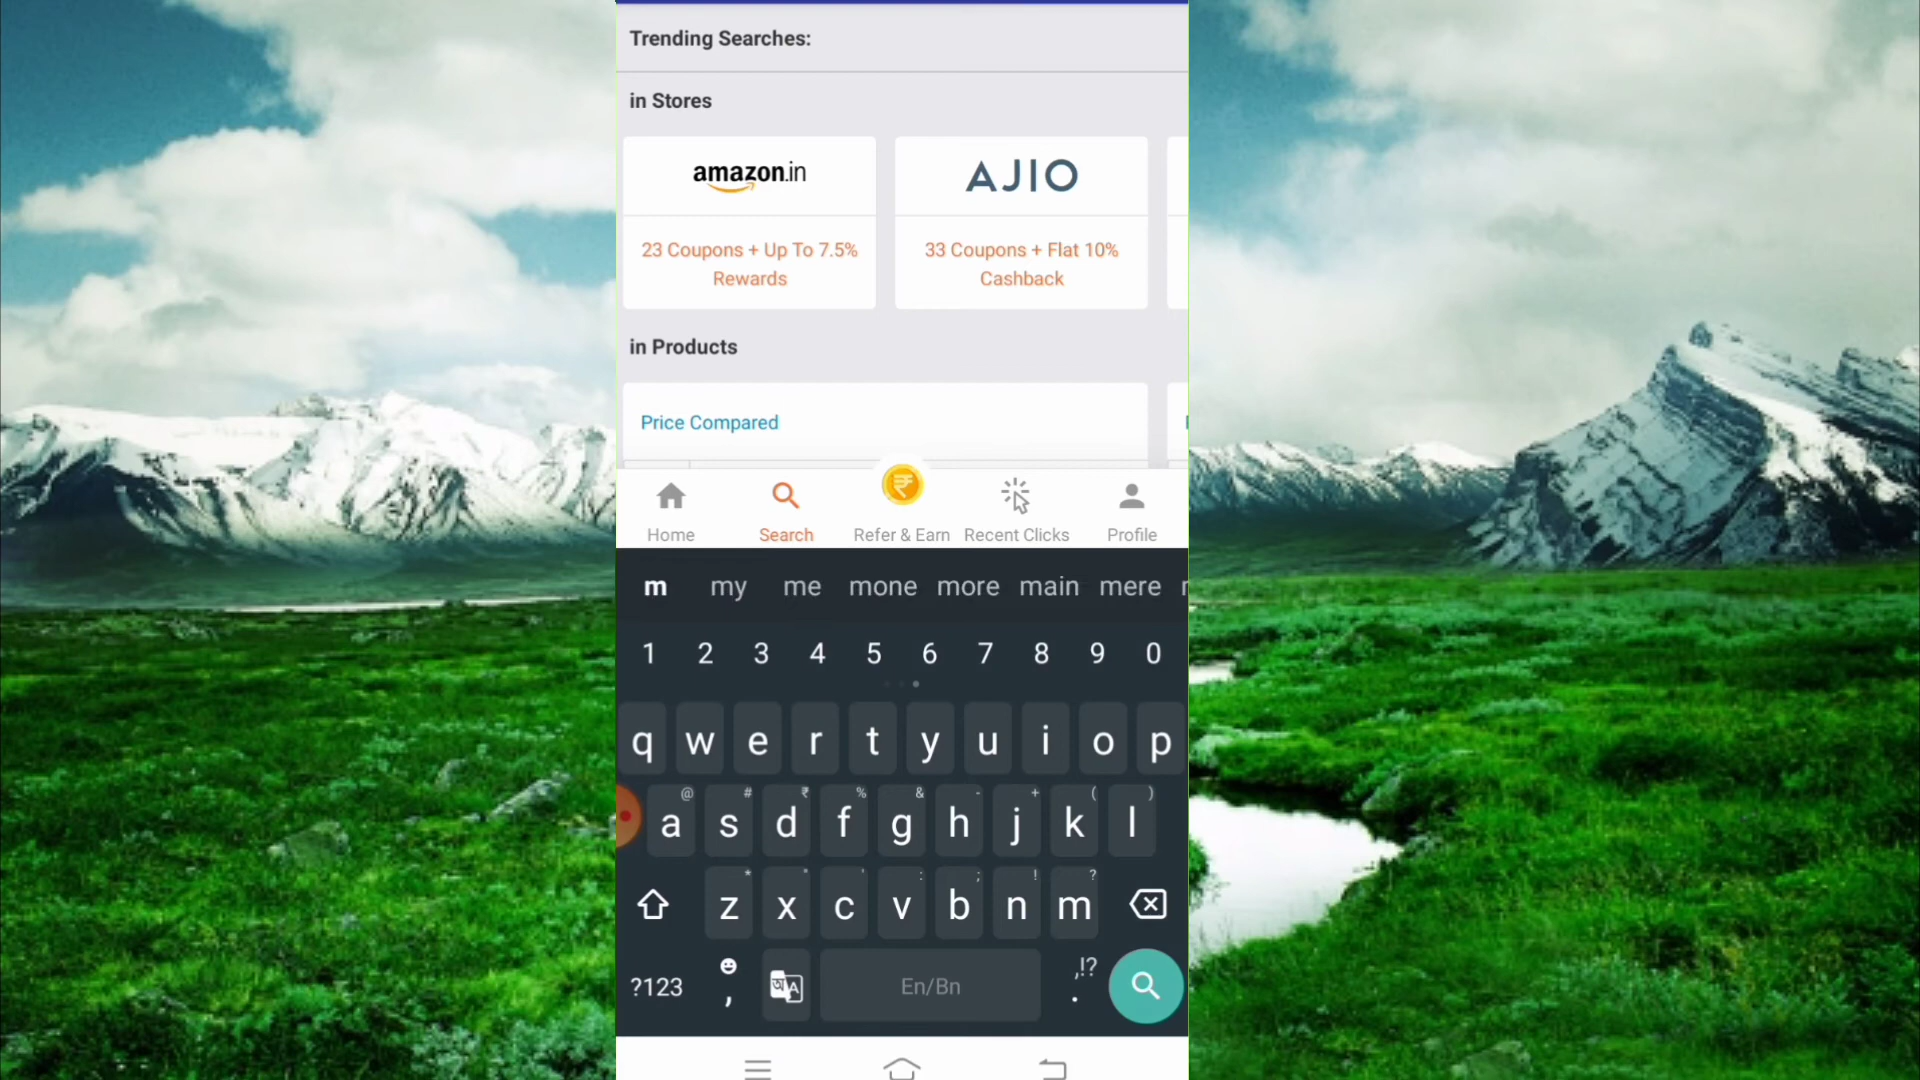 Trending Searches:
in Stores
amazon.in
AJIO
23 Coupons + Up To 7.5%
Rewards
33 Coupons + Flat 10%
Cashback
in Products
Price Compared
Home
Search
Refer & Earn
Recent Clicks
Profile
m my me mone more main mere
1 2 3 4 5 6 7 8 9 0
q w e r t y u i o p
@ # ₹ % & - + ( )
a s d f g h j k l
* " ' : ; ! ?
z x c v b n m
?123 , En/Bn ,!? .